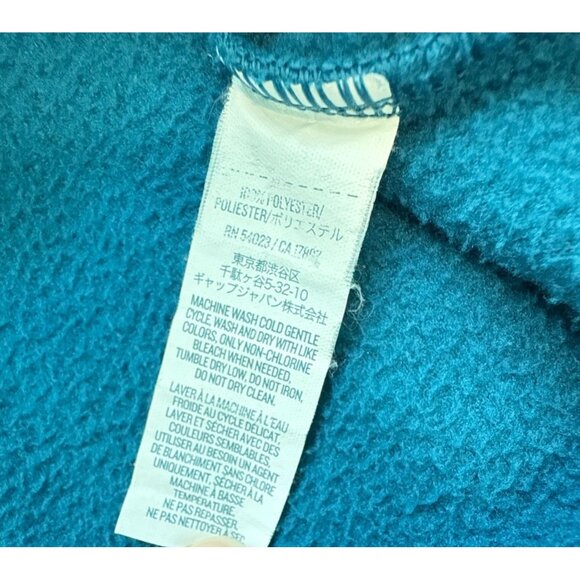 100% POLYESTER/
POLIESTER/ポリエステル
RN 54023 / CA 17897
東京都渋谷区
千駄ヶ谷5-32-10
ギャップジャパン株式会社
MACHINE WASH COLD GENTLE
CYCLE, WASH AND DRY WITH LIKE
COLORS, ONLY NON-CHLORINE
BLEACH WHEN NEEDED,
TUMBLE DRY LOW, DO NOT IRON,
DO NOT DRY CLEAN.
LAVER À LA MACHINE À L'EAU
FROIDE AU CYCLE DÉLICAT.
LAVER ET SÉCHER AVEC DES
COULEURS SEMBLABLES.
UTILISER AU BESOIN UN AGENT
DE BLANCHIMENT SANS CHLORE
UNIQUEMENT. SÉCHER À LA
MACHINE À BASSE
TEMPÉRATURE.
NE PAS REPASSER.
NE PAS NETTOYER À SEC